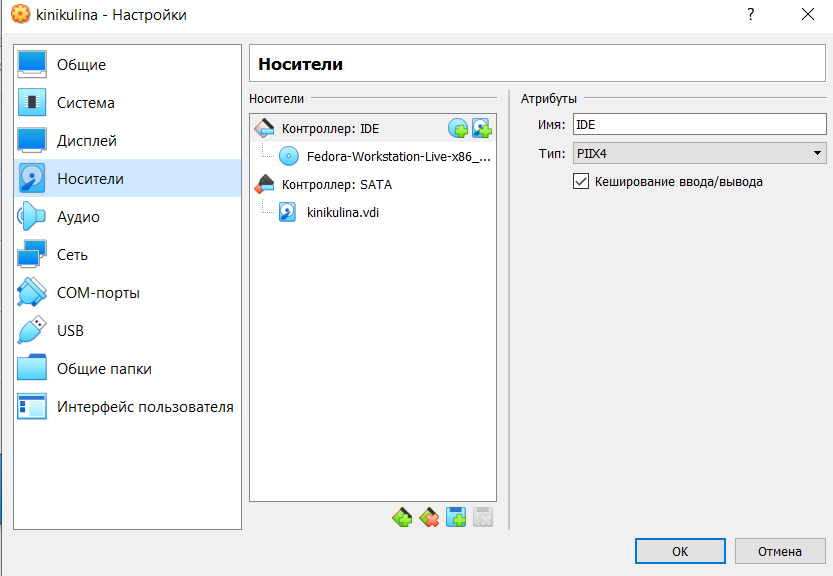 kinikulina - Настройки
?
Общие
Система
Дисплей
Носители
Аудио
Сеть
COM-порты
USB
Общие папки
Интерфейс пользователя
Носители
Носители
Контроллер: IDE
Fedora-Workstation-Live-x86_...
Контроллер: SATA
kinikulina.vdi
Атрибуты
Имя: IDE
Тип: PIIX4
Кеширование ввода/вывода
OK
Отмена